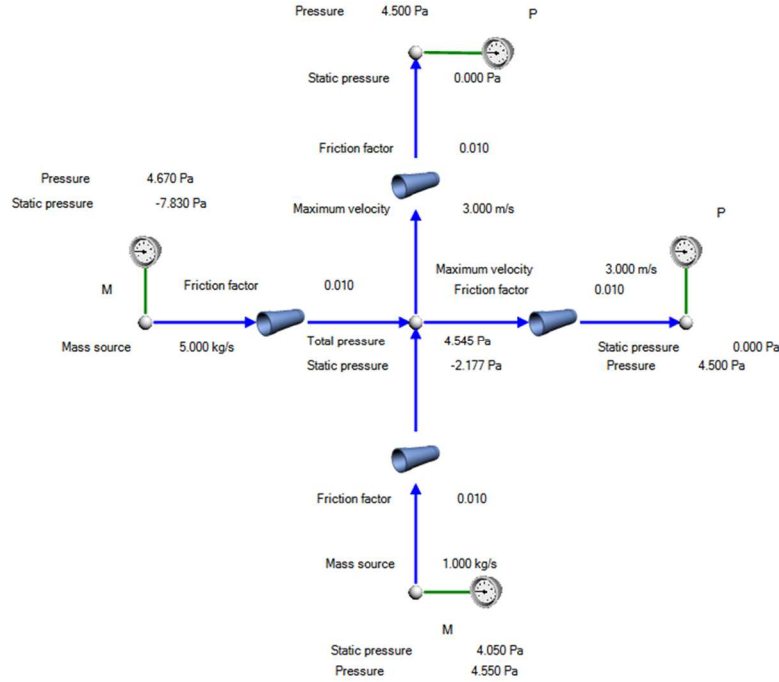 Pressure 4.500 Pa P
Static pressure 0.000 Pa
Friction factor 0.010
Pressure 4.670 Pa
Static pressure -7.830 Pa
Maximum velocity 3.000 m/s
P
Maximum velocity 3.000 m/s
M Friction factor 0.010 Friction factor 0.010
Mass source 5.000 kg/s
Total pressure 4.545 Pa
Static pressure 0.000 Pa
Static pressure -2.177 Pa
Pressure 4.500 Pa
Friction factor 0.010
Mass source 1.000 kg/s
M
Static pressure 4.050 Pa
Pressure 4.550 Pa